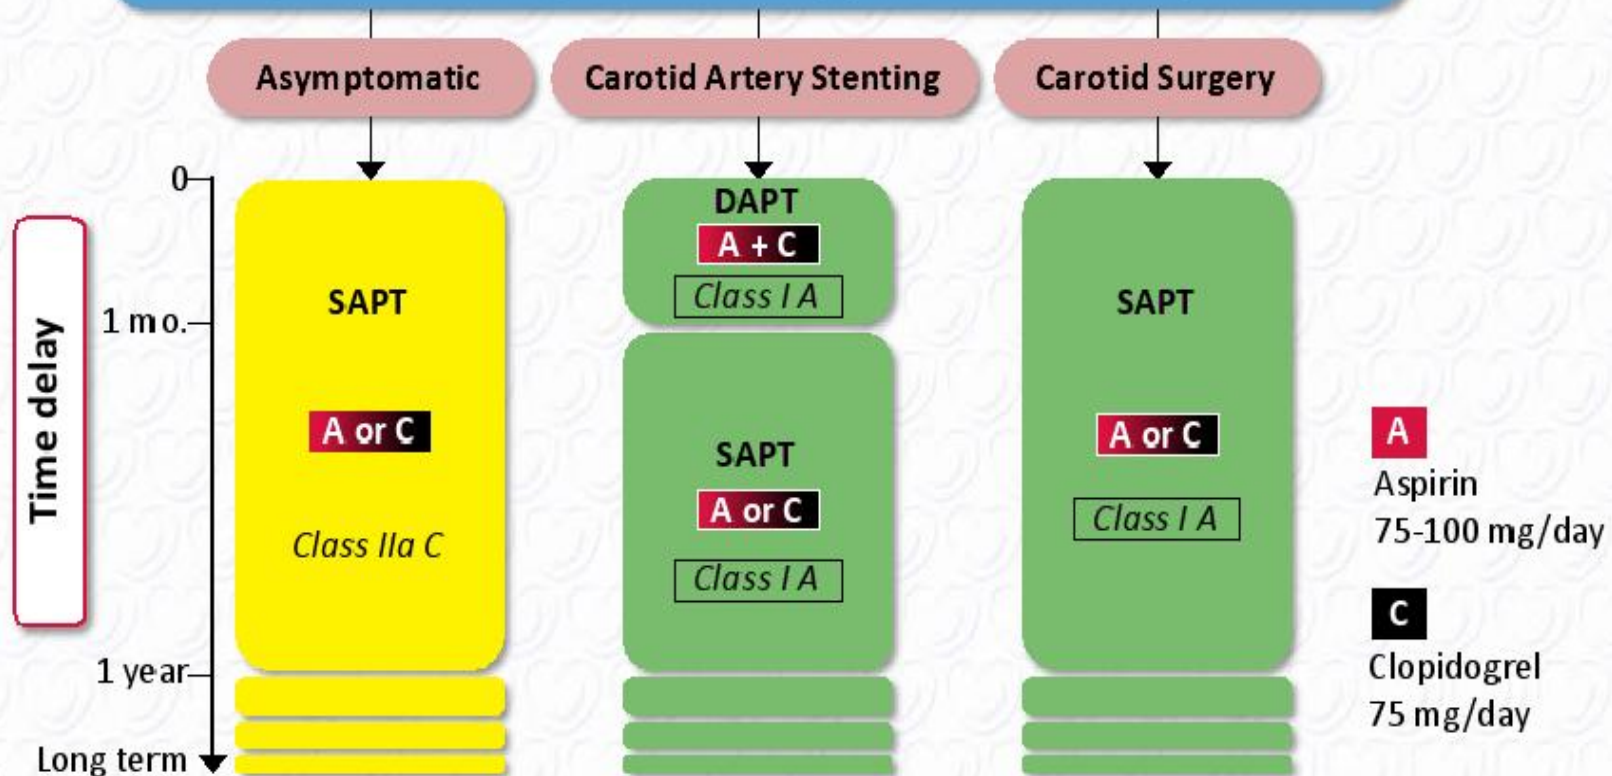 Asymptomatic
Carotid Artery Stenting
Carotid Surgery
Time delay
0
1 mo.
1 year
Long term
SAPT
A or C
Class IIa C
DAPT
A + C
Class I A
SAPT
A or C
Class I A
SAPT
A or C
Class I A
A
Aspirin
75-100 mg/day
C
Clopidogrel
75 mg/day